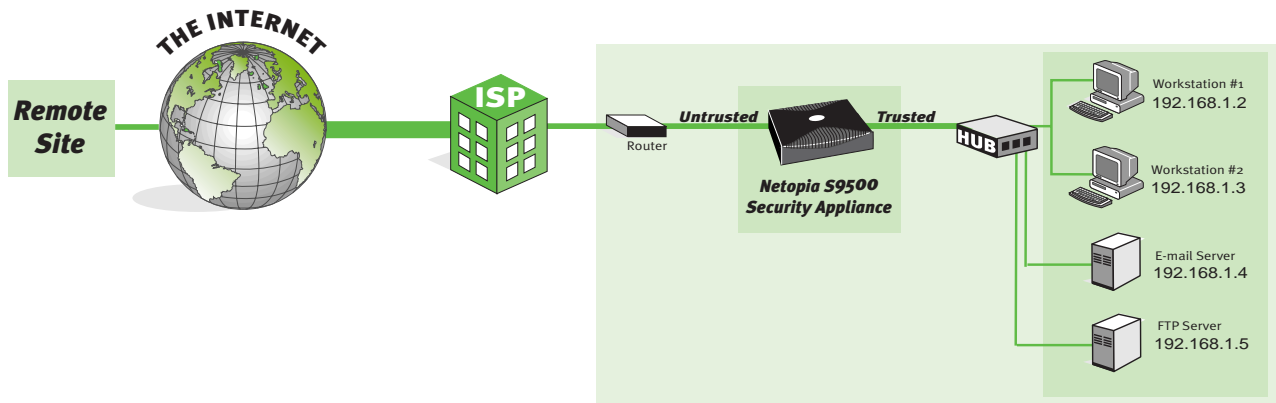 THE INTERNET
Remote
Site
ISP
Router
Untrusted
Trusted
Netopia S9500
Security Appliance
HUB
Workstation #1
192.168.1.2
Workstation #2
192.168.1.3
E-mail Server
192.168.1.4
FTP Server
192.168.1.5